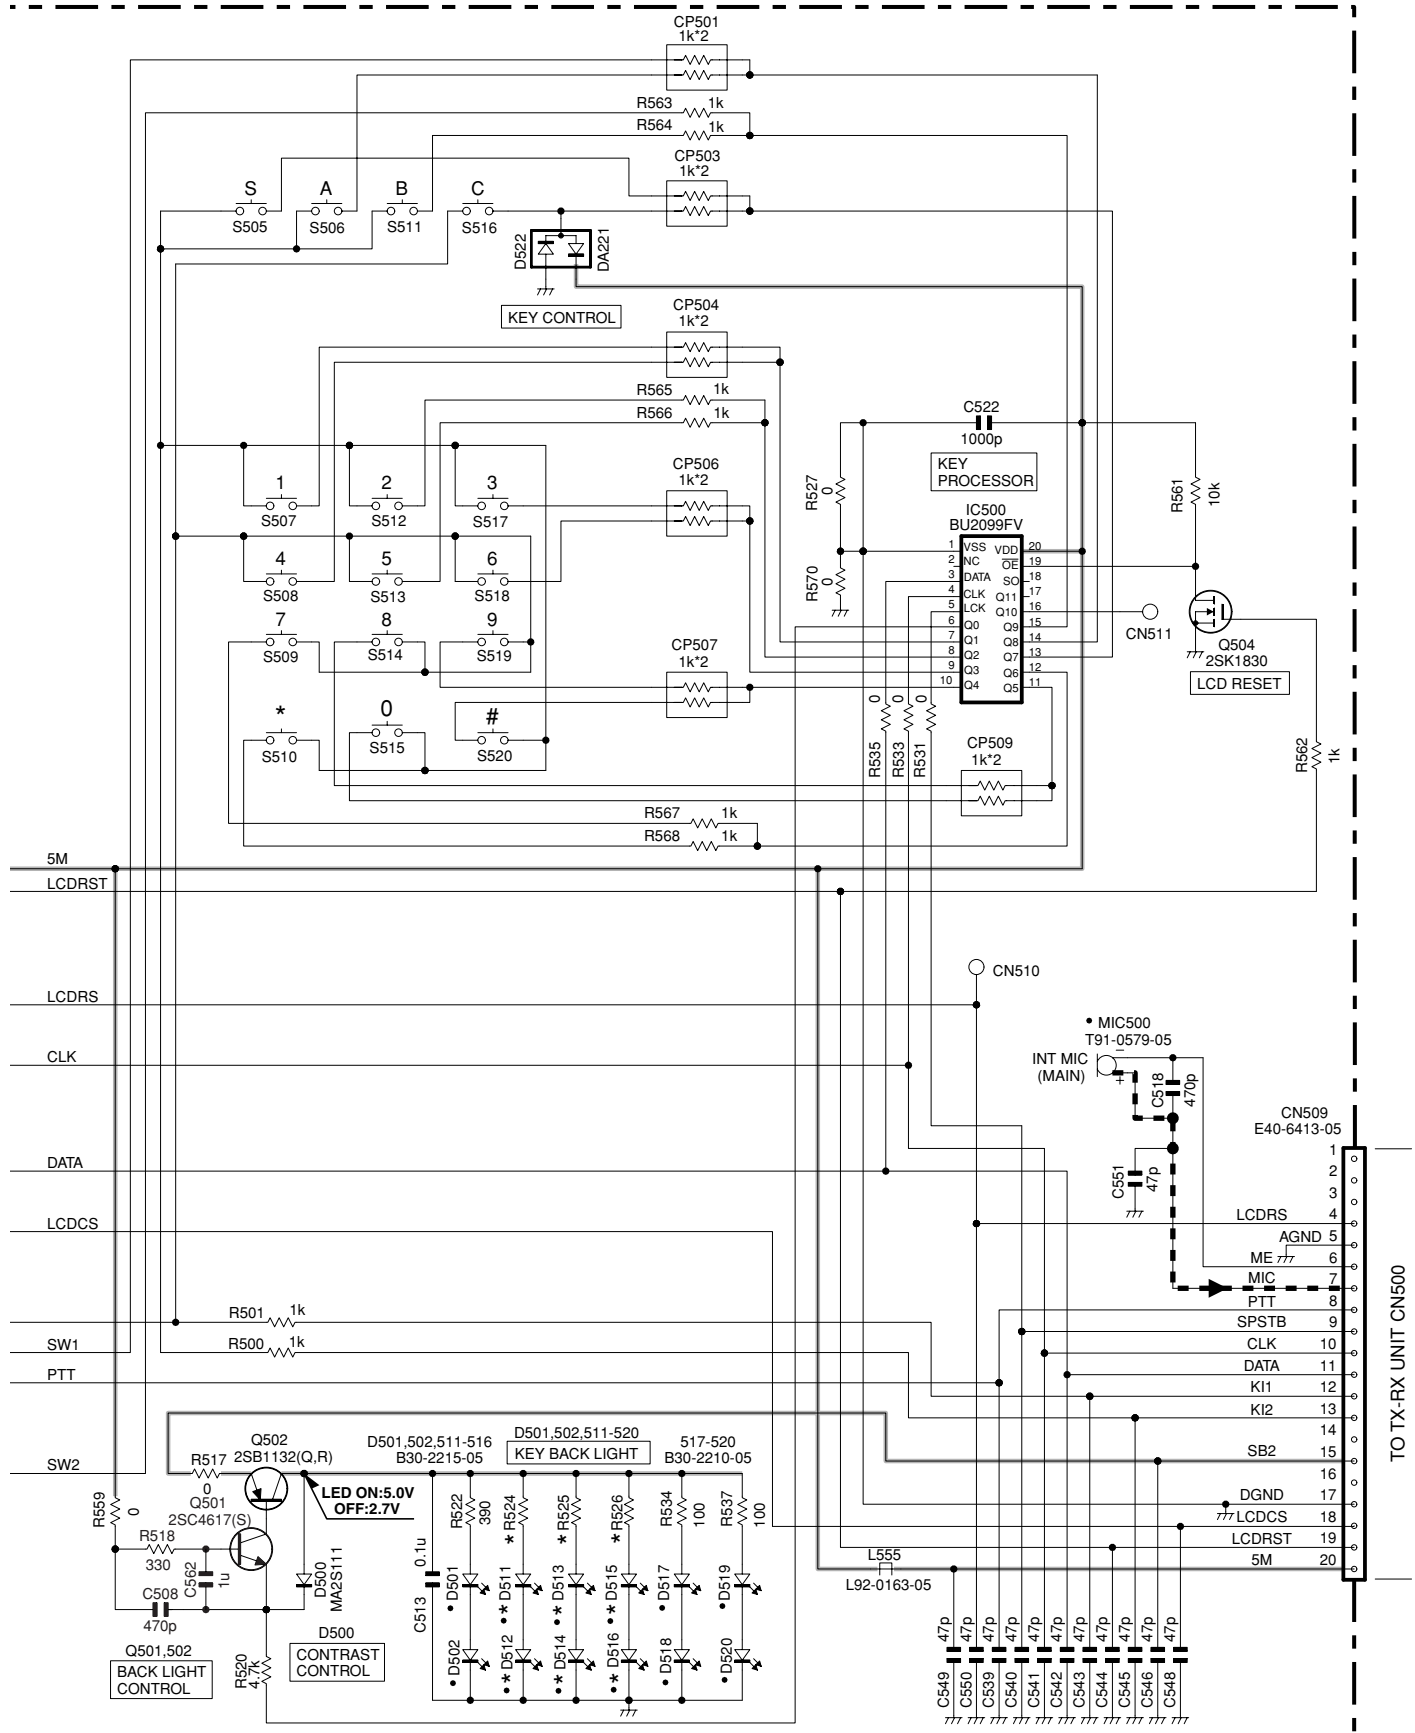 CP501
1k*2
R563 1k
R564 1k
CP503
1k*2
S A B C
S505 S506 S511 S516
D522
DA221
KEY CONTROL
CP504
1k*2
R565 1k
R566 1k
C522
1000p
KEY
PROCESSOR
CP506
1k*2
R527
0
R561
10k
1 2 3
S507 S512 S517
IC500
BU2099FV
1 VSS VDD 20
2 NC OE 19
3 DATA SO 18
4 CLK Q11 17
5 LCK Q10 16
6 Q0 Q9 15
7 Q1 Q8 14
8 Q2 Q7 13
9 Q3 Q6 12
10 Q4 Q5 11
4 5 6
S508 S513 S518
R570
0
CN511
7 8 9
S509 S514 S519
Q504
2SK1830
LCD RESET
CP507
1k*2
* 0 #
S510 S515 S520
R535 0
R533 0
R531 0
CP509
1k*2
R562
1k
R567 1k
R568 1k
5M
LCDRST
CN510
LCDRS
CLK
• MIC500
T91-0579-05
INT MIC
(MAIN)
−
+
C518
470p
CN509
E40-6413-05
DATA
C551
47p
LCDCS
1
2
3
LCDRS 4
AGND 5
ME 6
MIC 7
PTT 8
SPSTB 9
CLK 10
DATA 11
KI1 12
KI2 13
14
SB2 15
16
DGND 17
LCDCS 18
LCDRST 19
5M 20
TO TX-RX UNIT CN500
R501 1k
SW1
R500 1k
PTT
SW2
Q502
2SB1132(Q,R)
R517
0
Q501
2SC4617(S)
LED ON:5.0V
OFF:2.7V
D501,502,511-516
B30-2215-05
D501,502,511-520
KEY BACK LIGHT
517-520
B30-2210-05
R559
0
R518
330
C562
1u
C508
470p
D500
MA2S111
Q501,502
BACK LIGHT
CONTROL
R520
4.7k
D500
CONTRAST
CONTROL
C513 0.1u
R522
390
* R524
* R525
* R526
R534
100
R537
100
• D501
• * D511
• * D513
• * D515
• D517
• D519
• D502
• * D512
• * D514
• * D516
• D518
• D520
L555
L92-0163-05
C549 47p
C550 47p
C539 47p
C540 47p
C541 47p
C542 47p
C543 47p
C544 47p
C545 47p
C546 47p
C548 47p